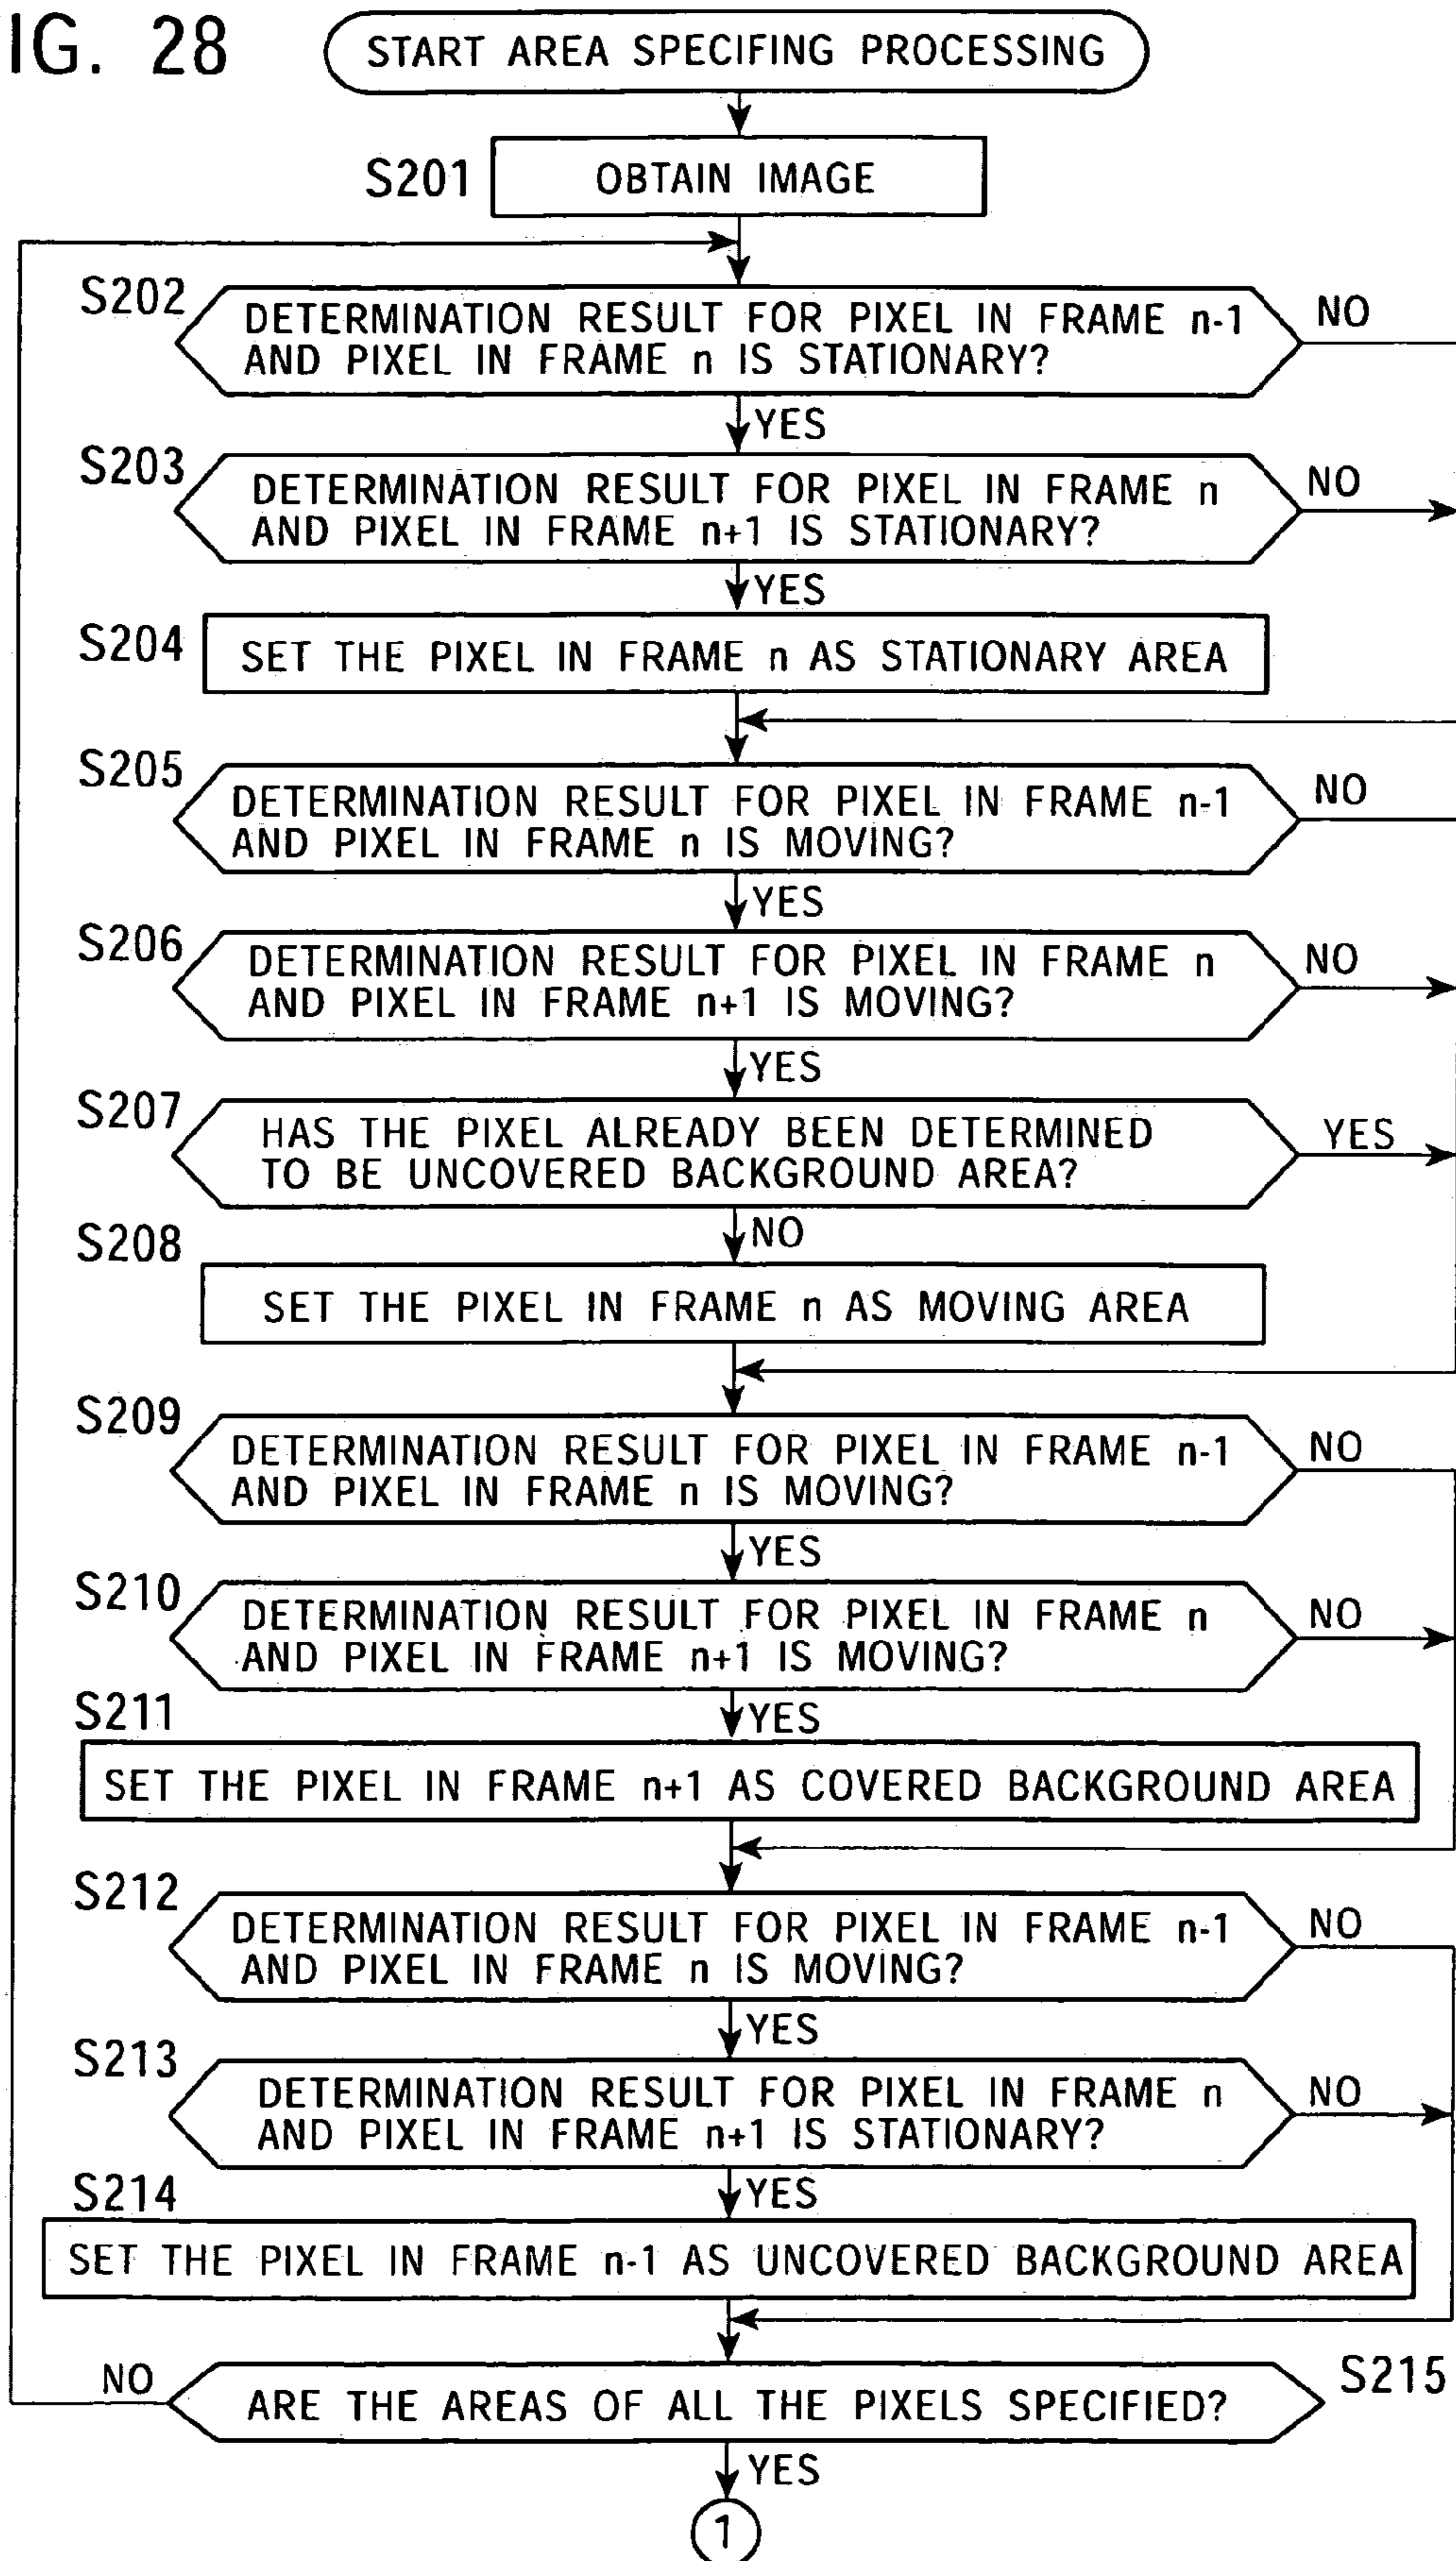 IG. 28
START AREA SPECIFING PROCESSING
S201
OBTAIN IMAGE
S202
DETERMINATION RESULT FOR PIXEL IN FRAME n-1
AND PIXEL IN FRAME n IS STATIONARY?
NO
YES
S203
DETERMINATION RESULT FOR PIXEL IN FRAME n
AND PIXEL IN FRAME n+1 IS STATIONARY?
NO
YES
S204
SET THE PIXEL IN FRAME n AS STATIONARY AREA
S205
DETERMINATION RESULT FOR PIXEL IN FRAME n-1
AND PIXEL IN FRAME n IS MOVING?
NO
YES
S206
DETERMINATION RESULT FOR PIXEL IN FRAME n
AND PIXEL IN FRAME n+1 IS MOVING?
NO
YES
S207
HAS THE PIXEL ALREADY BEEN DETERMINED
TO BE UNCOVERED BACKGROUND AREA?
YES
NO
S208
SET THE PIXEL IN FRAME n AS MOVING AREA
S209
DETERMINATION RESULT FOR PIXEL IN FRAME n-1
AND PIXEL IN FRAME n IS MOVING?
NO
YES
S210
DETERMINATION RESULT FOR PIXEL IN FRAME n
AND PIXEL IN FRAME n+1 IS MOVING?
NO
YES
S211
SET THE PIXEL IN FRAME n+1 AS COVERED BACKGROUND AREA
S212
DETERMINATION RESULT FOR PIXEL IN FRAME n-1
AND PIXEL IN FRAME n IS MOVING?
NO
YES
S213
DETERMINATION RESULT FOR PIXEL IN FRAME n
AND PIXEL IN FRAME n+1 IS STATIONARY?
NO
YES
S214
SET THE PIXEL IN FRAME n-1 AS UNCOVERED BACKGROUND AREA
S215
ARE THE AREAS OF ALL THE PIXELS SPECIFIED?
NO
YES
1